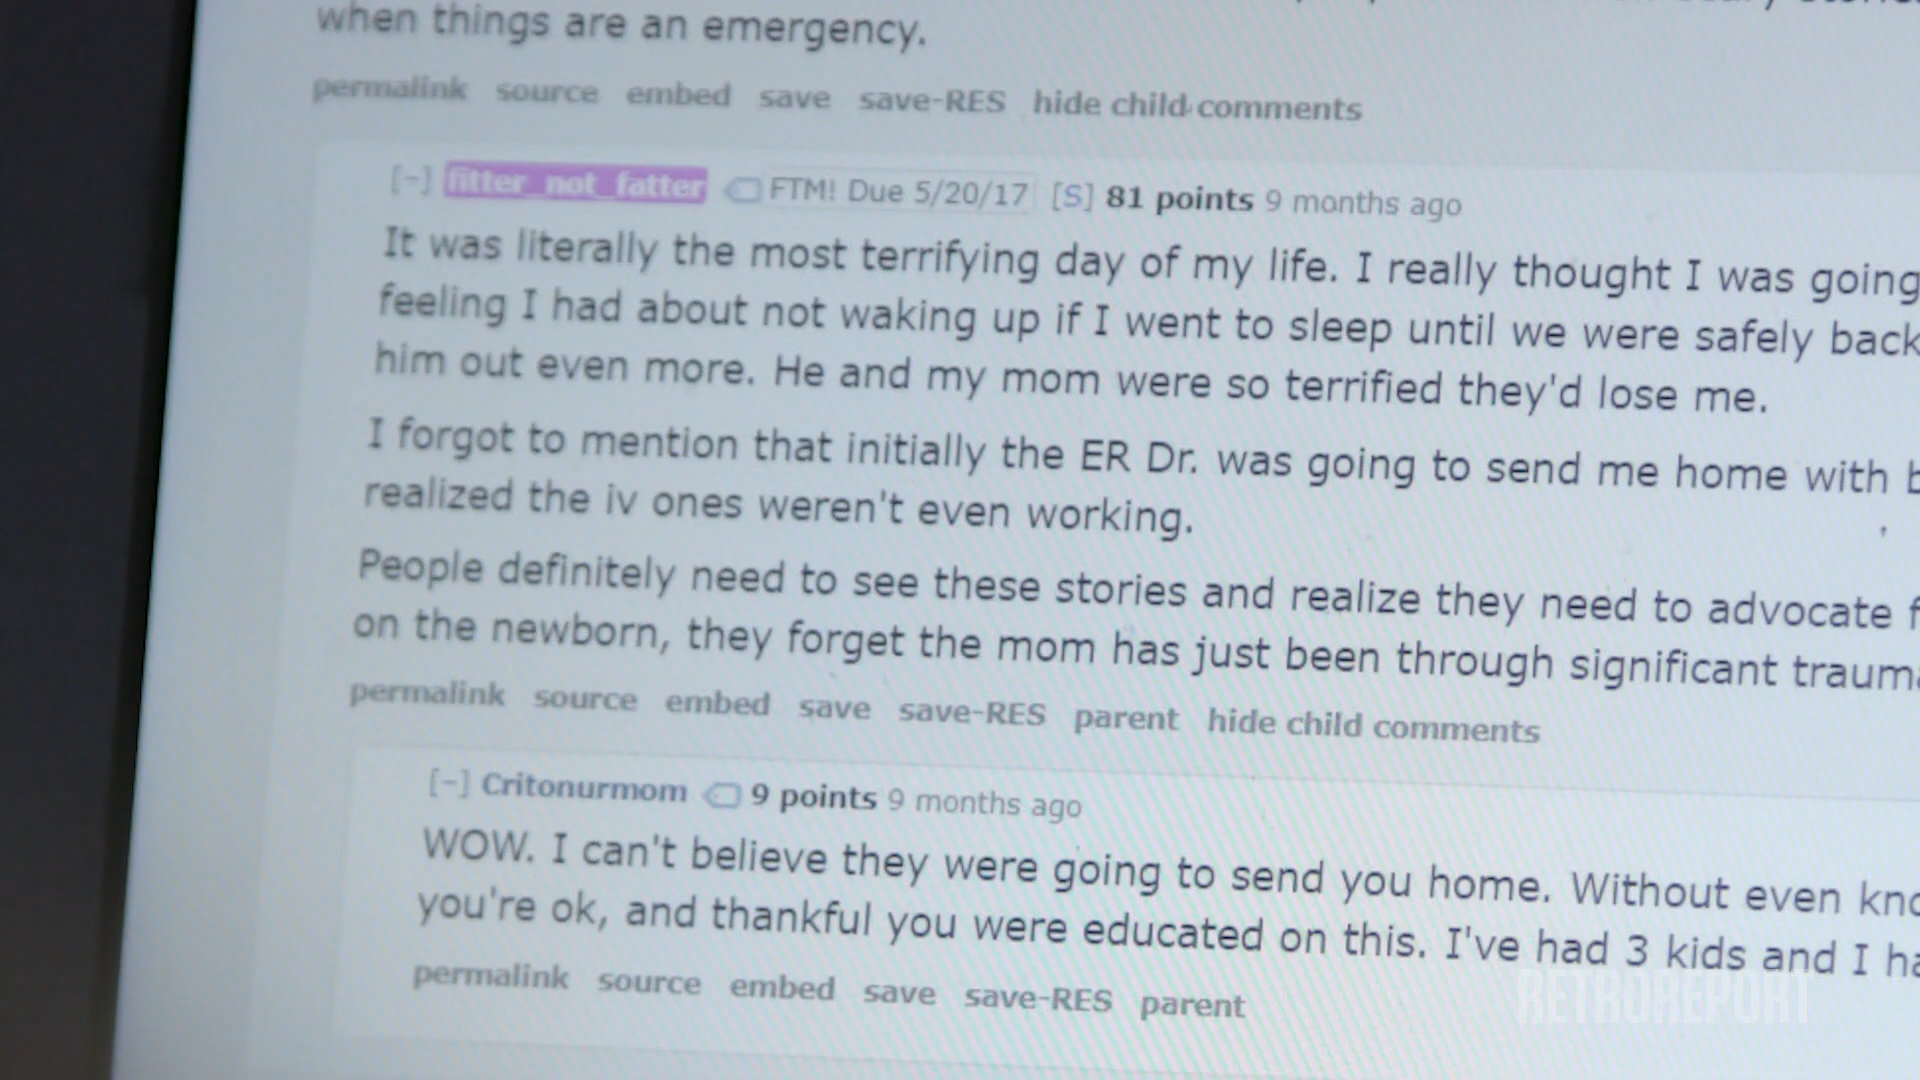 when things are an emergency.
permalink source embed save save-RES hide child comments
[-] fitter_not_fatter FTM! Due 5/20/17 [S] 81 points 9 months ago
It was literally the most terrifying day of my life. I really thought I was going
feeling I had about not waking up if I went to sleep until we were safely back
him out even more. He and my mom were so terrified they'd lose me.
I forgot to mention that initially the ER Dr. was going to send me home with
realized the iv ones weren't even working.
People definitely need to see these stories and realize they need to advocate
on the newborn, they forget the mom has just been through significant
permalink source embed save save-RES parent hide child comments
[-] Critonurmom 9 points 9 months ago
WOW. I can't believe they were going to send you home. Without even
you're ok, and thankful you were educated on this. I've had 3 kids and I
permalink source embed save save-RES parent
RETROREPORT